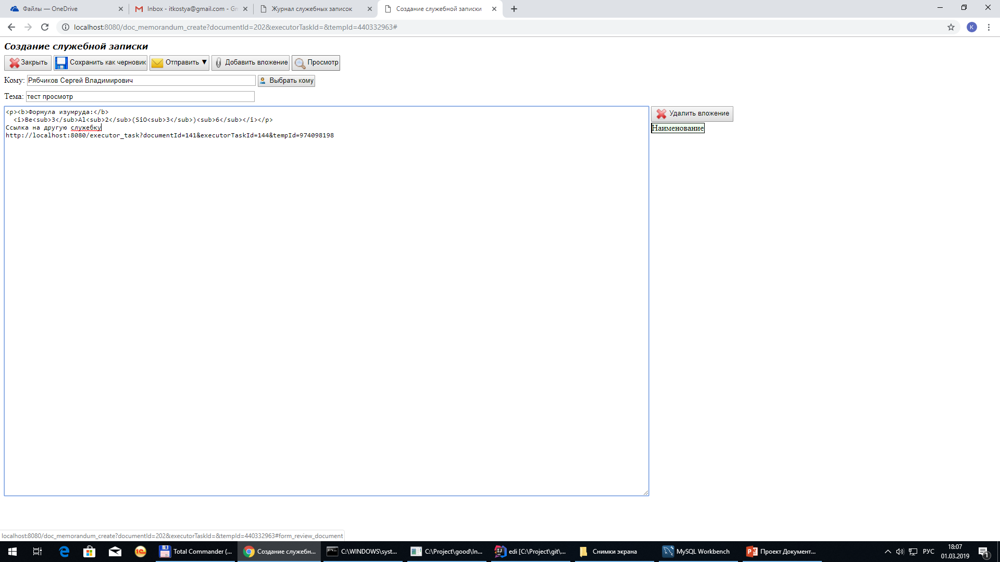 Файлы — OneDrive
Inbox - itkostya@gmail.com - Gm
Журнал служебных записок
Создание служебной записки
localhost:8080/doc_memorandum_create?documentId=202&executorTaskId=&tempId=440332963#
K
Создание служебной записки
Закрыть
Сохранить как черновик
Отправить ▼
Добавить вложение
Просмотр
Кому: Рябчиков Сергей Владимирович
Выбрать кому
Тема: тест просмотр
<p><b>Формула изумруда:</b>
<i>Be<sub>3</sub>Al<sub>2</sub>(SiO<sub>3</sub>)<sub>6</sub></i></p>
Ссылка на другую служебку
http://localhost:8080/executor_task?documentId=141&executorTaskId=144&tempId=974098198
Удалить вложение
Наименование
localhost:8080/doc_memorandum_create?documentId=202&executorTaskId=&tempId=440332963#form_review_document
Total Commander (...
Создание служебн...
C:\WINDOWS\syst...
C:\Project\good\In...
edi [C:\Project\git\...
Снимки экрана
MySQL Workbench
Проект Документ...
РУС
18:07
01.03.2019
1